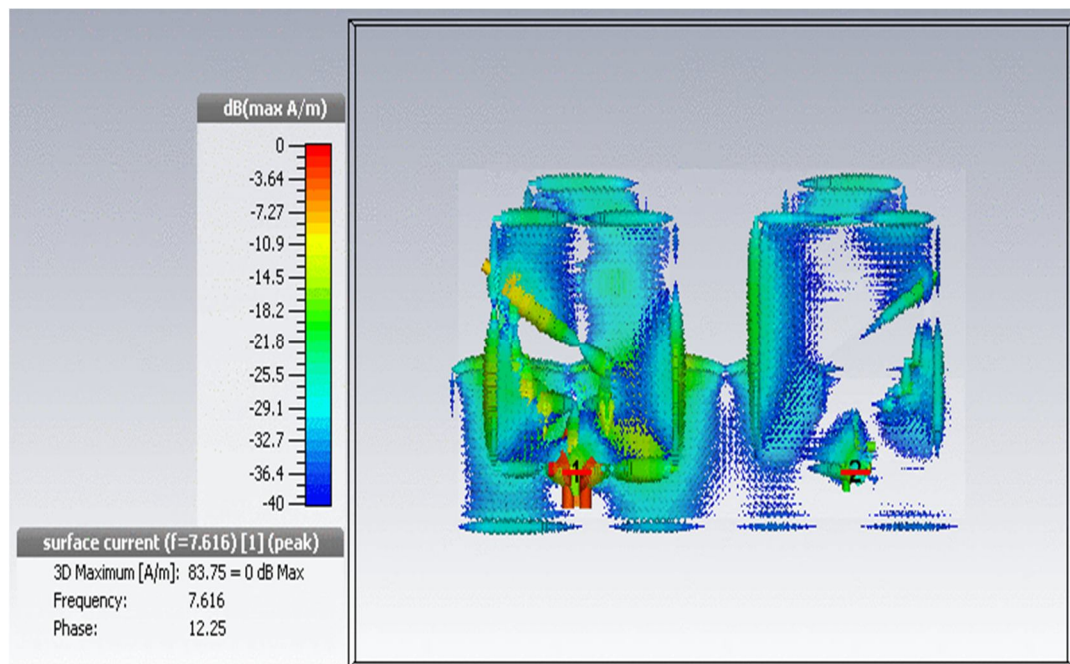 dB(max A/m)
0
-3.64
-7.27
-10.9
-14.5
-18.2
-21.8
-25.5
-29.1
-32.7
-36.4
-40
1
2
surface current (f=7.616) [1] (peak)
3D Maximum [A/m]: 83.75 = 0 dB Max
Frequency: 7.616
Phase: 12.25